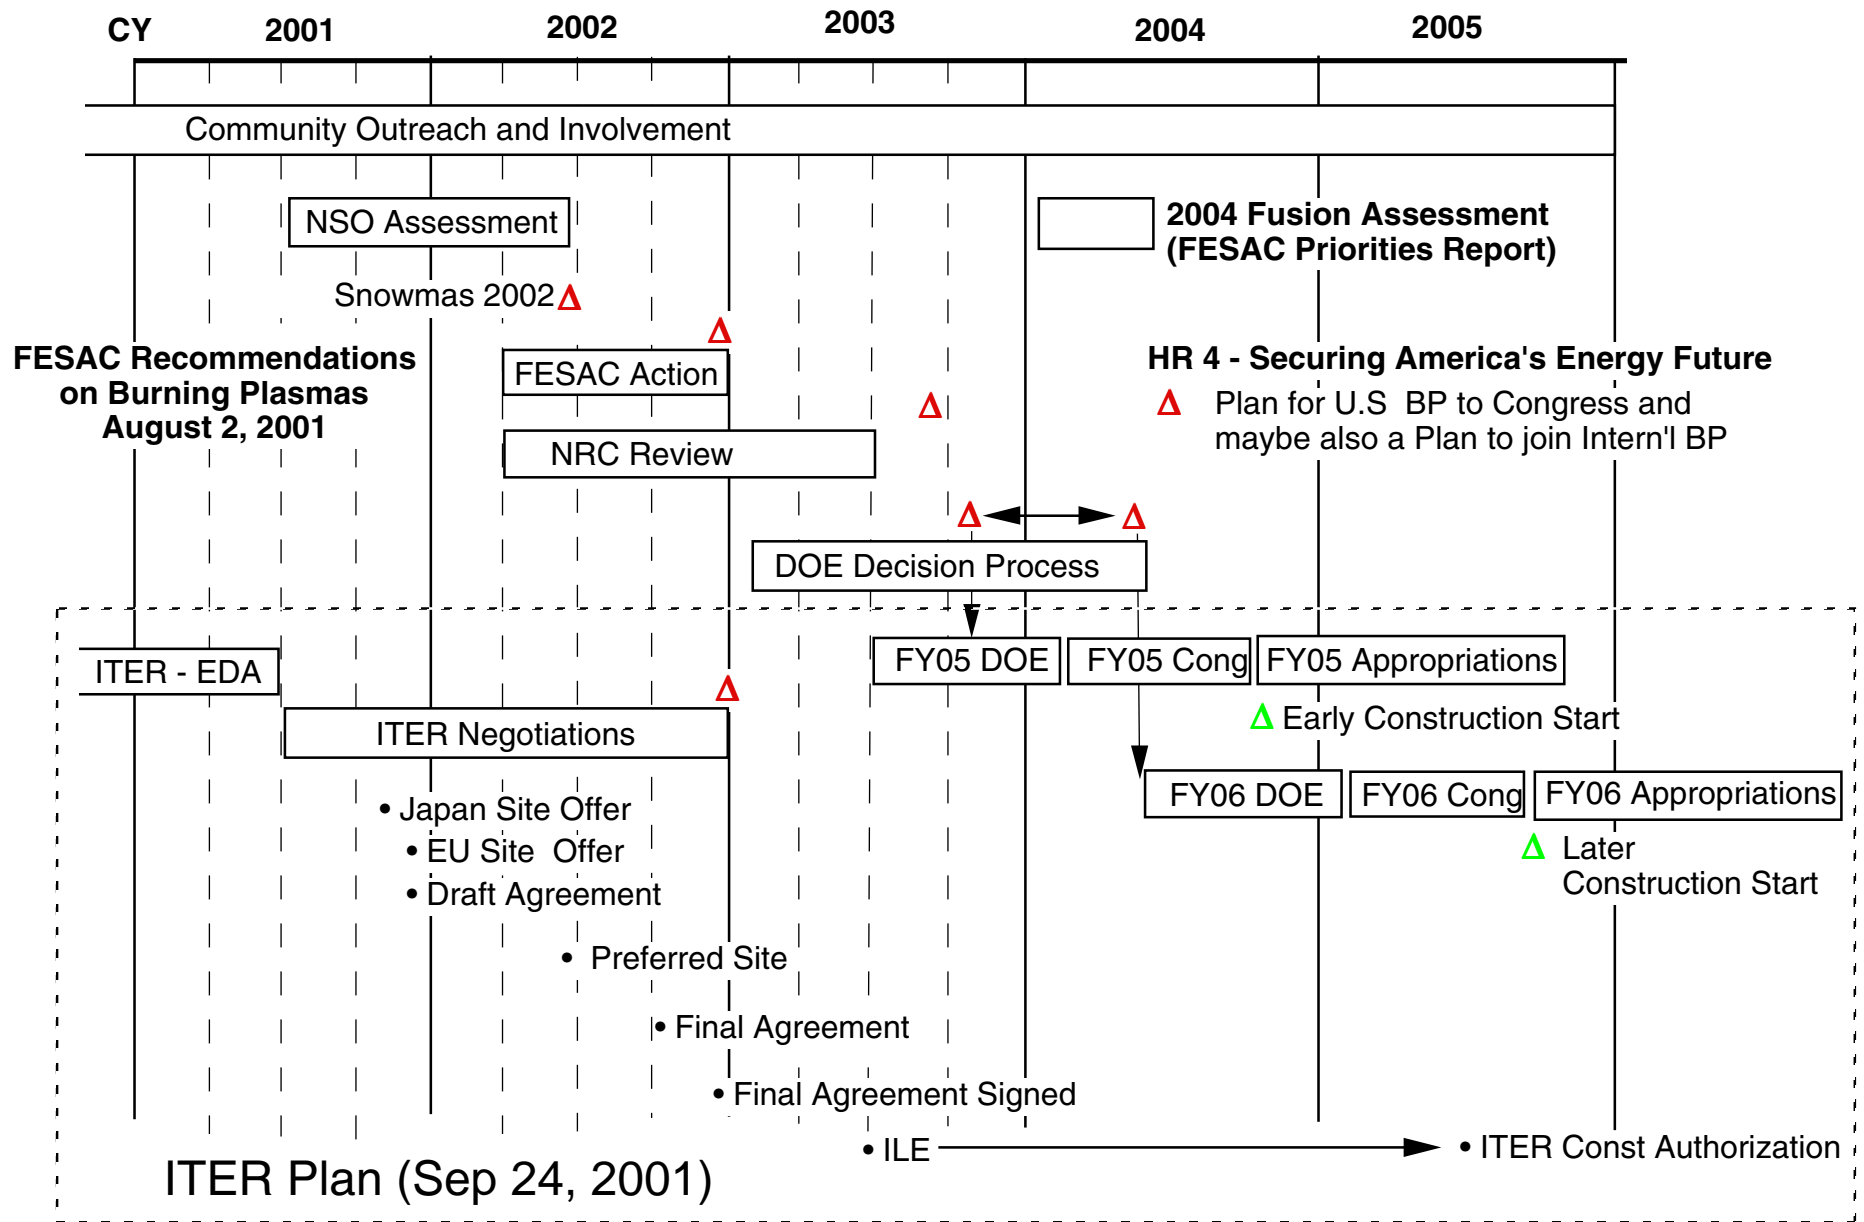 CY 2001 2002 2003 2004 2005
Community Outreach and Involvement
NSO Assessment
2004 Fusion Assessment
(FESAC Priorities Report)
Snowmas 2002
FESAC Recommendations
on Burning Plasmas
August 2, 2001
FESAC Action
HR 4 - Securing America's Energy Future
Plan for U.S BP to Congress and
maybe also a Plan to join Intern'l BP
NRC Review
DOE Decision Process
ITER - EDA
FY05 DOE
FY05 Cong
FY05 Appropriations
Early Construction Start
ITER Negotiations
FY06 DOE
FY06 Cong
FY06 Appropriations
Later
Construction Start
• Japan Site Offer
• EU Site Offer
• Draft Agreement
• Preferred Site
• Final Agreement
• Final Agreement Signed
• ILE
• ITER Const Authorization
ITER Plan (Sep 24, 2001)